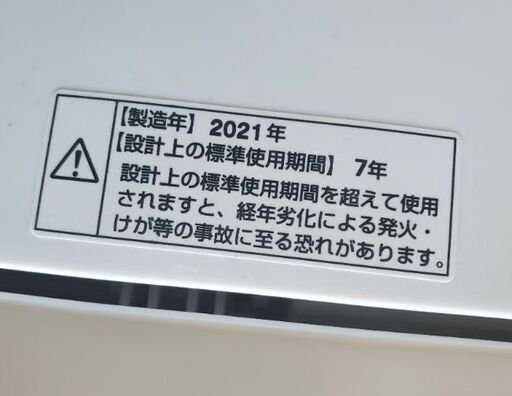 【製造年】 2021年
【設計上の標準使用期間】 7年
設計上の標準使用期間を超えて使用
されますと、経年劣化による発火・
けが等の事故に至る恐れがあります。